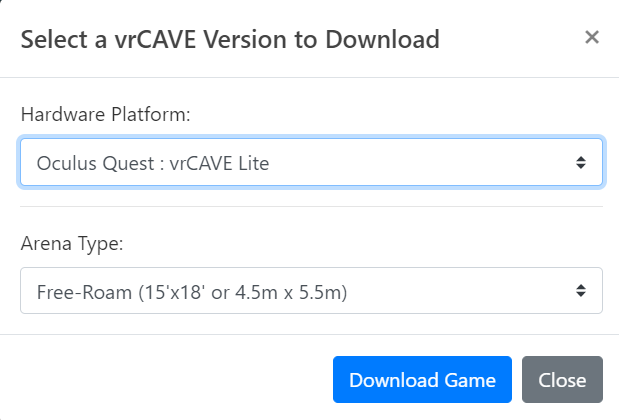 Select a vrCAVE Version to Download ×
Hardware Platform:
Oculus Quest : vrCAVE Lite
Arena Type:
Free-Roam (15'x18' or 4.5m x 5.5m)
Download Game Close